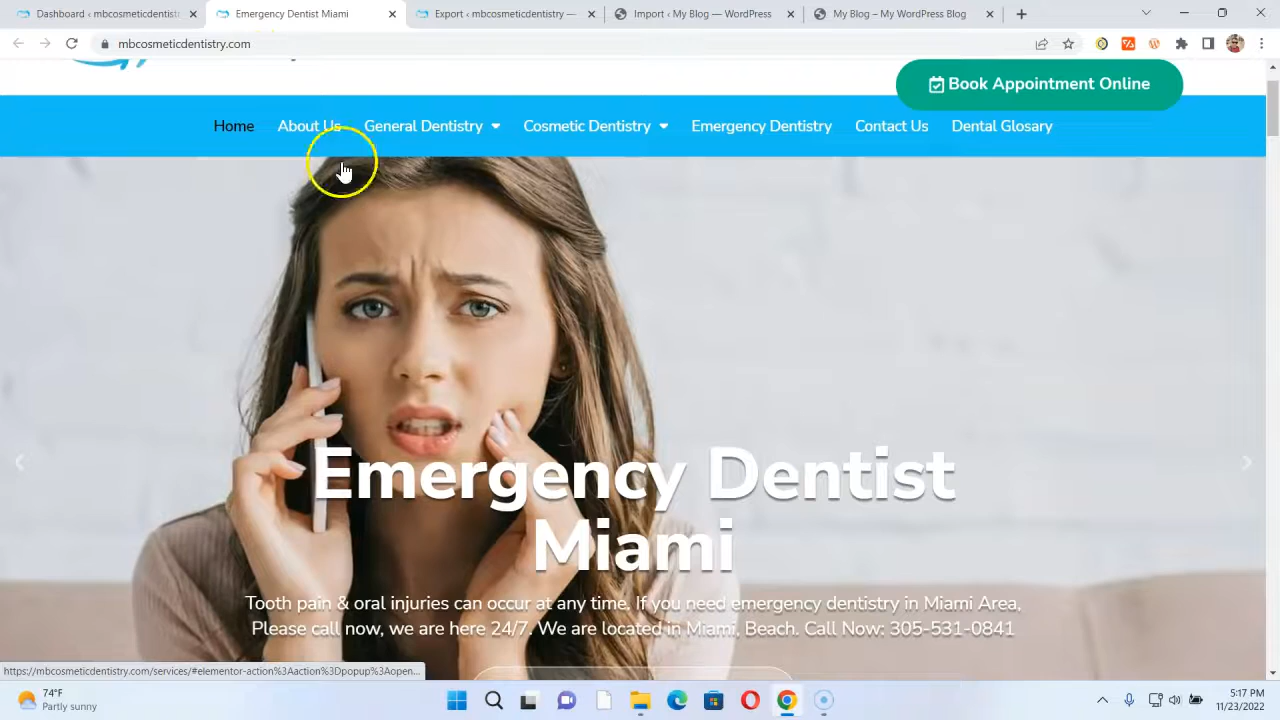 Dashboard ‹ mbcosmeticdentistry
Emergency Dentist Miami
Export ‹ mbcosmeticdentistry —
Import ‹ My Blog — WordPress
My Blog – My WordPress Blog
mbcosmeticdentistry.com
Book Appointment Online
Home
About Us
General Dentistry
Cosmetic Dentistry
Emergency Dentistry
Contact Us
Dental Glosary
Emergency Dentist
Miami
Tooth pain & oral injuries can occur at any time. If you need emergency dentistry in Miami Area,
Please call now, we are here 24/7. We are located in Miami, Beach. Call Now: 305-531-0841
https://mbcosmeticdentistry.com/services/#elementor-action%3Aaction%3Dpopup%3Aopen...
74°F
Partly sunny
5:17 PM
11/23/2022